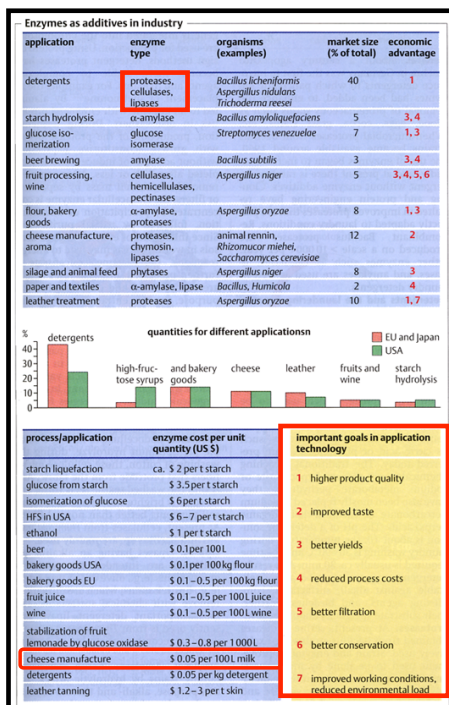 Enzymes as additives in industry
application enzyme type organisms (examples) market size (% of total) economic advantage
detergents proteases, cellulases, lipases Bacillus licheniformis Aspergillus nidulans Trichoderma reesei 40 1
starch hydrolysis α-amylase Bacillus amyloliquefaciens 5 3, 4
glucose iso- merization glucose isomerase Streptomyces venezuelae 7 1, 3
beer brewing amylase Bacillus subtilis 3 3, 4
fruit processing, wine cellulases, hemicellulases, pectinases Aspergillus niger 5 3, 4, 5, 6
flour, bakery goods α-amylase, proteases Aspergillus oryzae 8 1, 3
cheese manufacture, aroma proteases, chymosin, lipases animal rennin, Rhizomucor miehei, Saccharomyces cerevisiae 12 2
silage and animal feed phytases Aspergillus niger 8 3
paper and textiles α-amylase, lipase Bacillus, Humicola 2 4
leather treatment proteases Aspergillus oryzae 10 1, 7
quantities for different applicationsn
EU and Japan
USA
%
40
30
20
10
0
detergents
high-fruc-
tose syrups
and bakery
goods
cheese
leather
fruits and
wine
starch
hydrolysis
process/application enzyme cost per unit quantity (US $)
starch liquefaction ca. $ 2 per t starch
glucose from starch $ 3.5 per t starch
isomerization of glucose $ 6 per t starch
HFS in USA $ 6–7 per t starch
ethanol $ 1 per t starch
beer $ 0.1 per 100 L
bakery goods USA $ 0.1 per 100 kg flour
bakery goods EU $ 0.1–0.5 per 100 kg flour
fruit juice $ 0.1–0.5 per 100 L juice
wine $ 0.1–0.5 per 100 L wine
stabilization of fruit
lemonade by glucose oxidase $ 0.3–0.8 per 1 000 L
cheese manufacture $ 0.05 per 100 L milk
detergents $ 0.05 per kg detergent
leather tanning $ 1.2–3 per t skin
important goals in application
technology
1 higher product quality
2 improved taste
3 better yields
4 reduced process costs
5 better filtration
6 better conservation
7 improved working conditions,
reduced environmental load